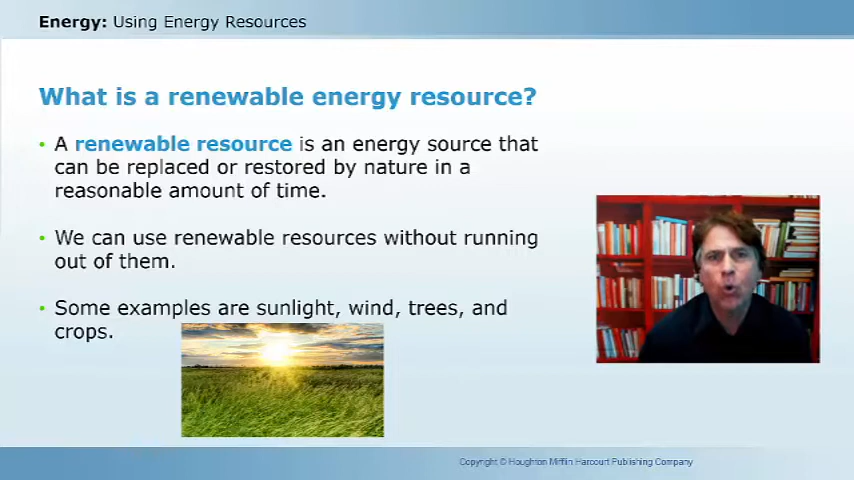 Energy: Using Energy Resources
What is a renewable energy resource?
• A renewable resource is an energy source that
can be replaced or restored by nature in a
reasonable amount of time.
• We can use renewable resources without running
out of them.
• Some examples are sunlight, wind, trees, and
crops.
Copyright © Houghton Mifflin Harcourt Publishing Company